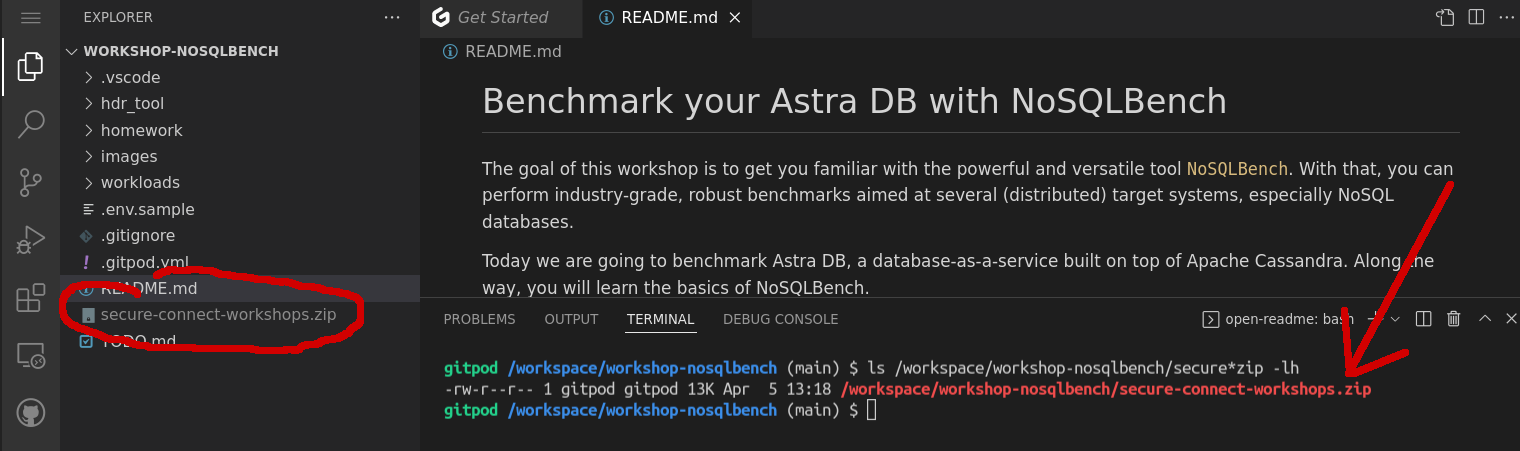 EXPLORER
WORKSHOP-NOSQLBENCH
.vscode
hdr_tool
homework
images
workloads
.env.sample
.gitignore
.gitpod.yml
README.md
secure-connect-workshops.zip
TODO.md
Get Started
README.md
README.md
Benchmark your Astra DB with NoSQLBench
The goal of this workshop is to get you familiar with the powerful and versatile tool NoSQLBench. With that, you can
perform industry-grade, robust benchmarks aimed at several (distributed) target systems, especially NoSQL
databases.
Today we are going to benchmark Astra DB, a database-as-a-service built on top of Apache Cassandra. Along the
way, you will learn the basics of NoSQLBench.
PROBLEMS OUTPUT TERMINAL DEBUG CONSOLE
open-readme: bash
gitpod /workspace/workshop-nosqlbench (main) $ ls /workspace/workshop-nosqlbench/secure*zip -lh
-rw-r--r-- 1 gitpod gitpod 13K Apr  5 13:18 /workspace/workshop-nosqlbench/secure-connect-workshops.zip
gitpod /workspace/workshop-nosqlbench (main) $